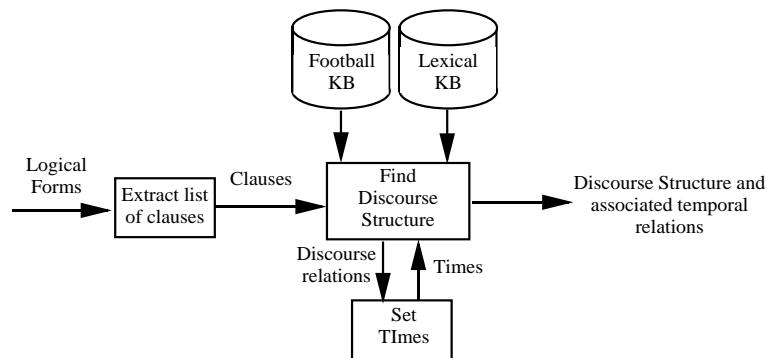 Football
KB
Lexical
KB
Logical
Forms
Extract list
of clauses
Clauses
Find
Discourse
Structure
Discourse Structure and
associated temporal
relations
Discourse
relations
Times
Set
TImes